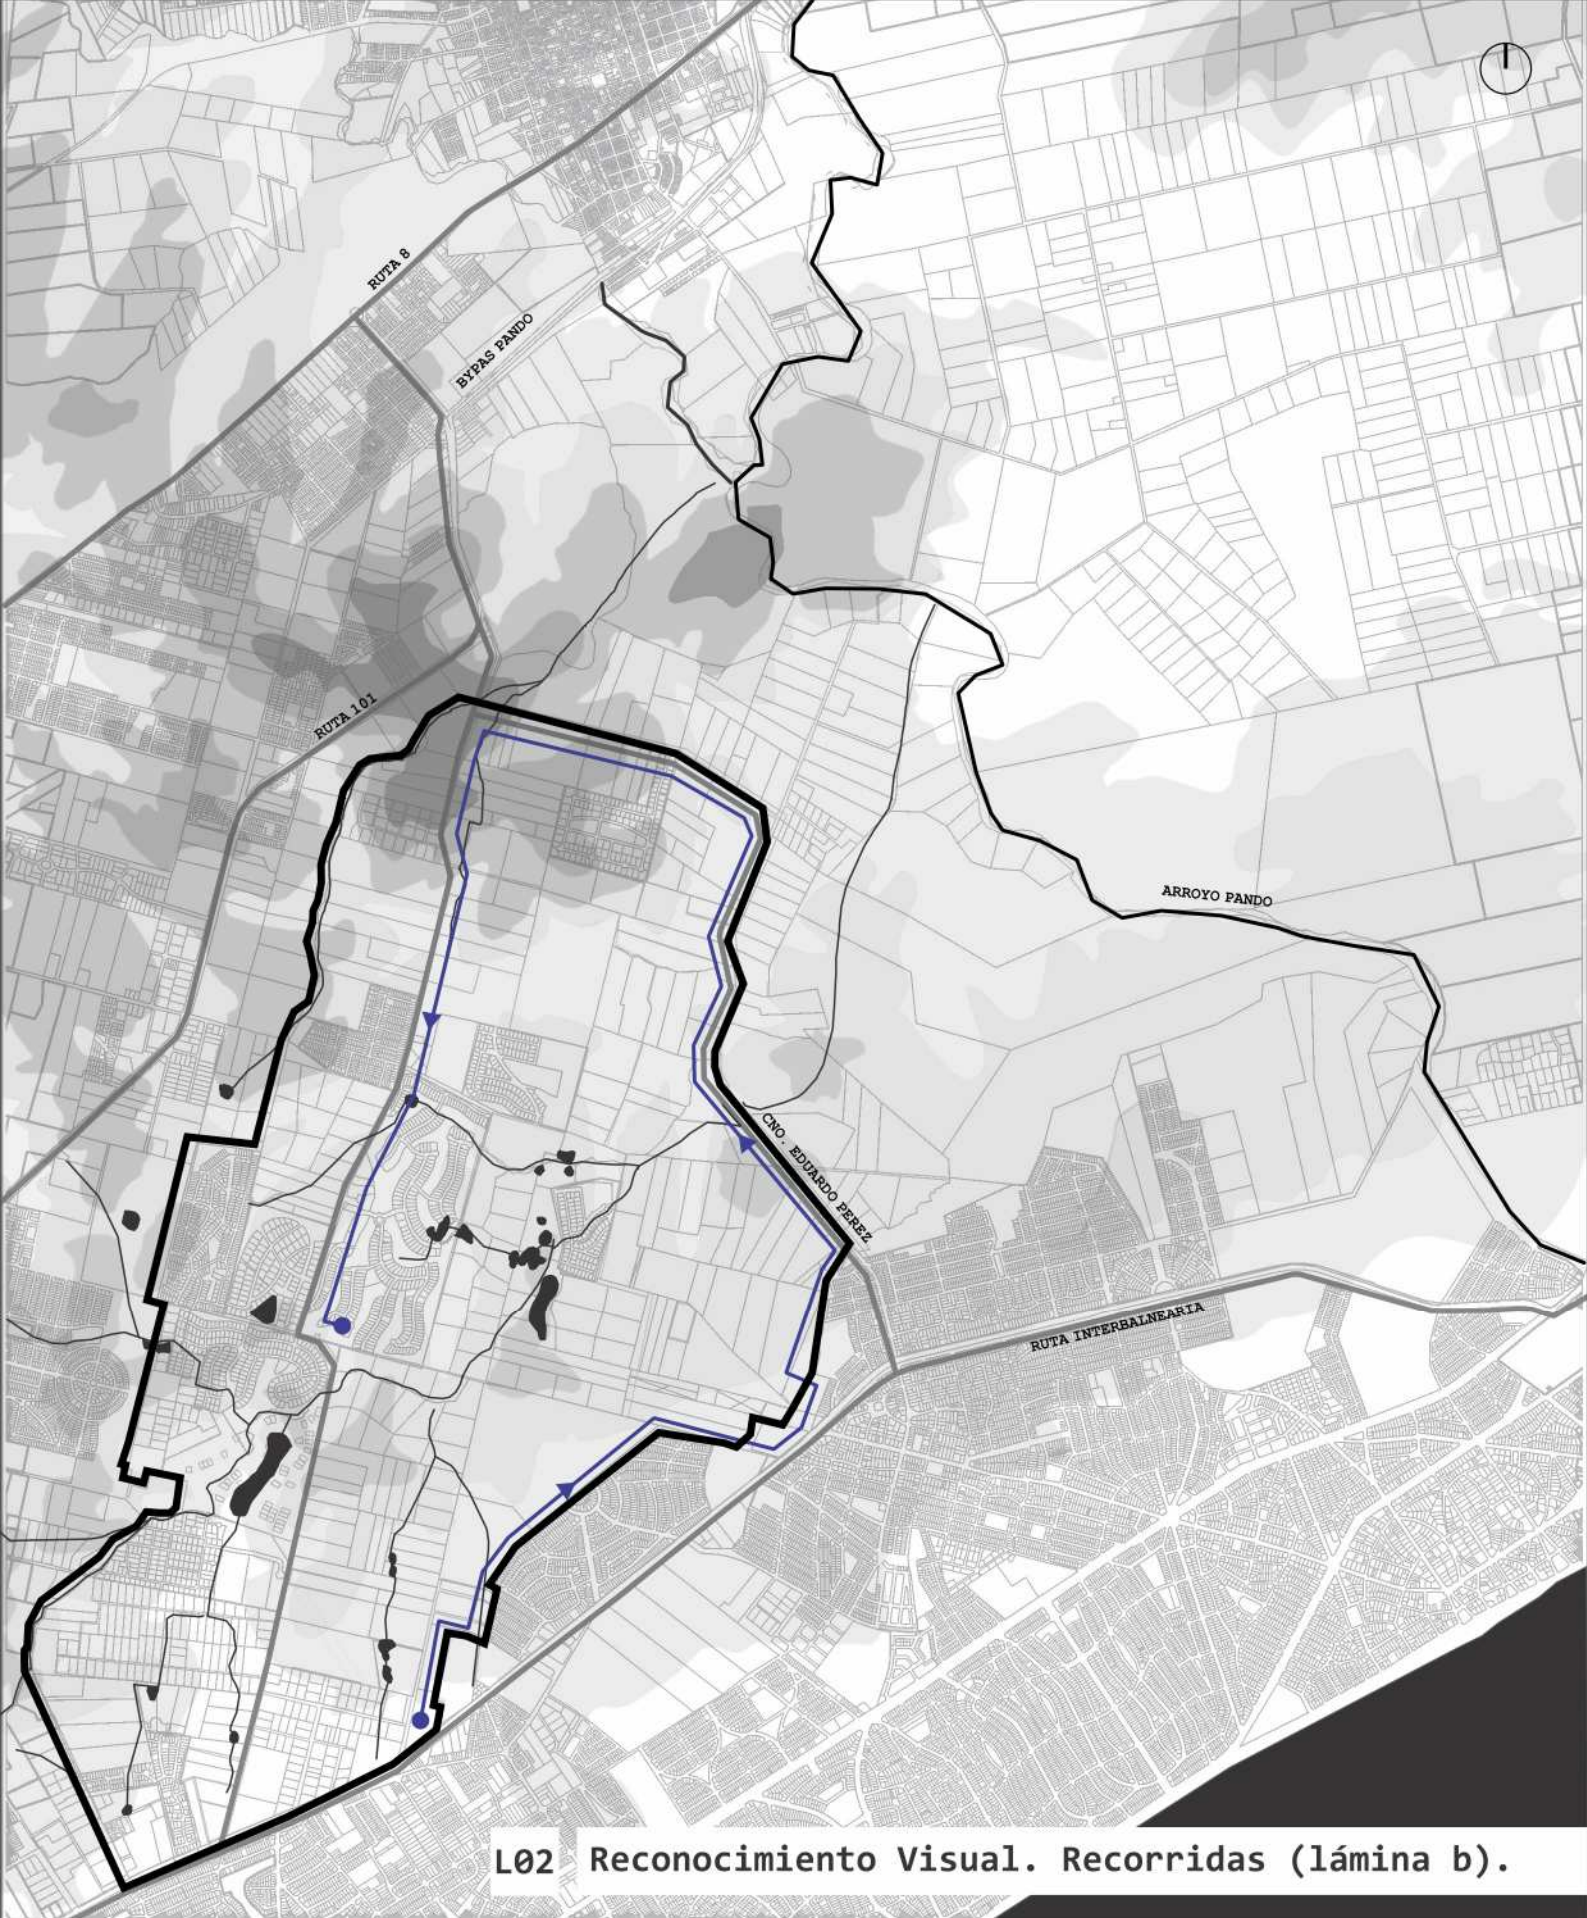 RUTA 8
BYPAS PANDO
RUTA 101
ARROYO PANDO
CNO. EDUARDO PEREZ
RUTA INTERBALNEARIA
L02 Reconocimiento Visual. Recorridas (lámina b).